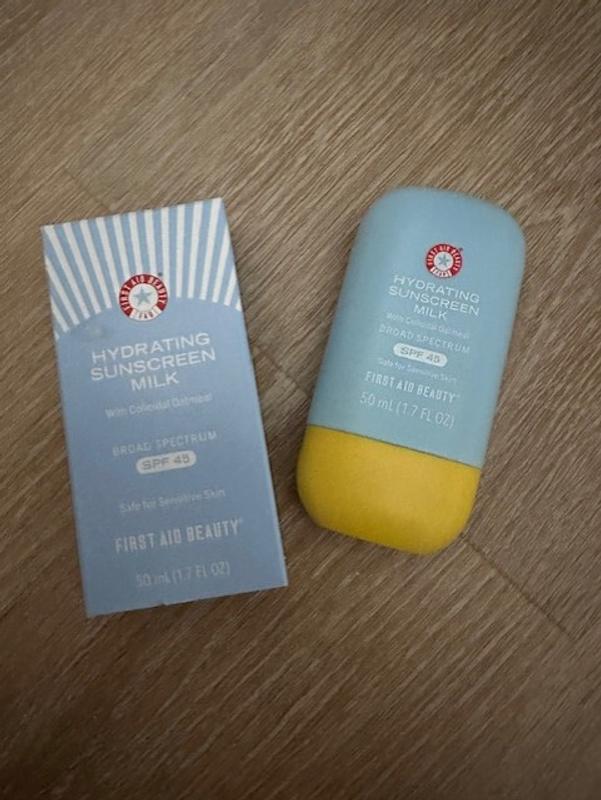 FIRST AID BEAUTY
HYDRATING
SUNSCREEN
MILK
With Colloidal Oatmeal
BROAD SPECTRUM
SPF 45
Safe for Sensitive Skin
FIRST AID BEAUTY®
50 mL (1.7 FL OZ)
FIRST AID BEAUTY
HYDRATING
SUNSCREEN
MILK
With Colloidal Oatmeal
BROAD SPECTRUM
SPF 45
Safe for Sensitive Skin
FIRST AID BEAUTY®
50 mL (1.7 FL OZ)